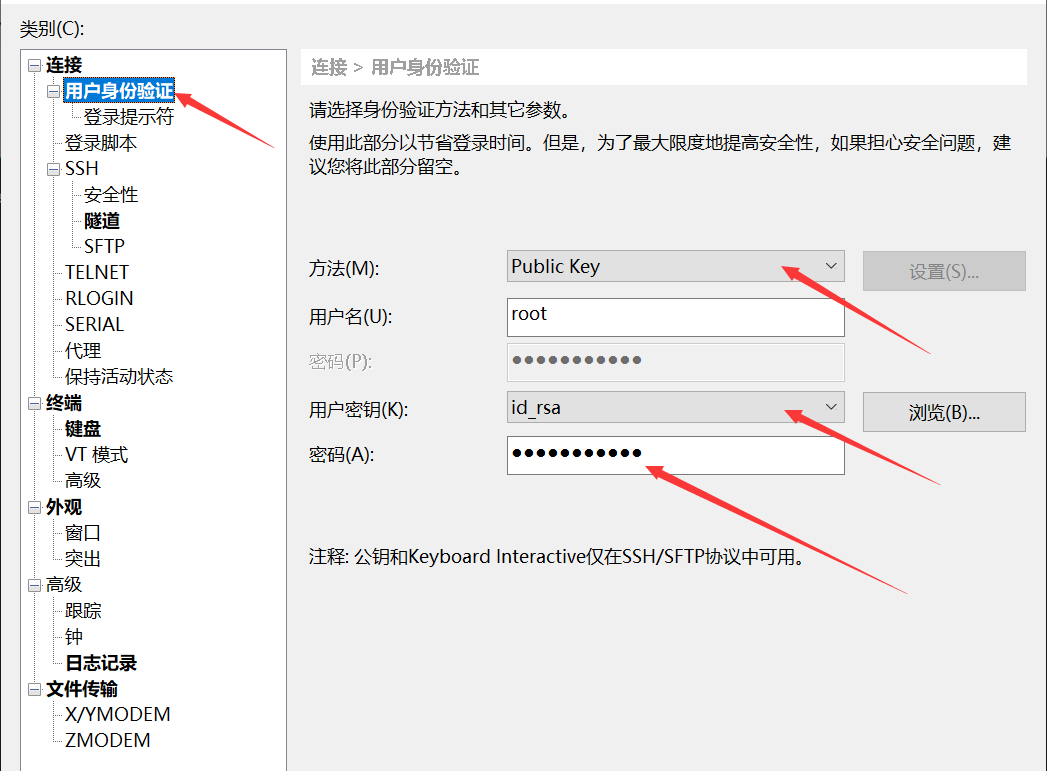 类别(C):
连接
用户身份验证
登录提示符
登录脚本
SSH
安全性
隧道
SFTP
TELNET
RLOGIN
SERIAL
代理
保持活动状态
终端
键盘
VT 模式
高级
外观
窗口
突出
高级
跟踪
钟
日志记录
文件传输
X/YMODEM
ZMODEM
连接 > 用户身份验证
请选择身份验证方法和其它参数。
使用此部分以节省登录时间。但是，为了最大限度地提高安全性，如果担心安全问题，建
议您将此部分留空。
方法(M): Public Key 设置(S)...
用户名(U): root
密码(P): ●●●●●●●●●●●
用户密钥(K): id_rsa 浏览(B)...
密码(A): ●●●●●●●●●●●
注释: 公钥和Keyboard Interactive仅在SSH/SFTP协议中可用。